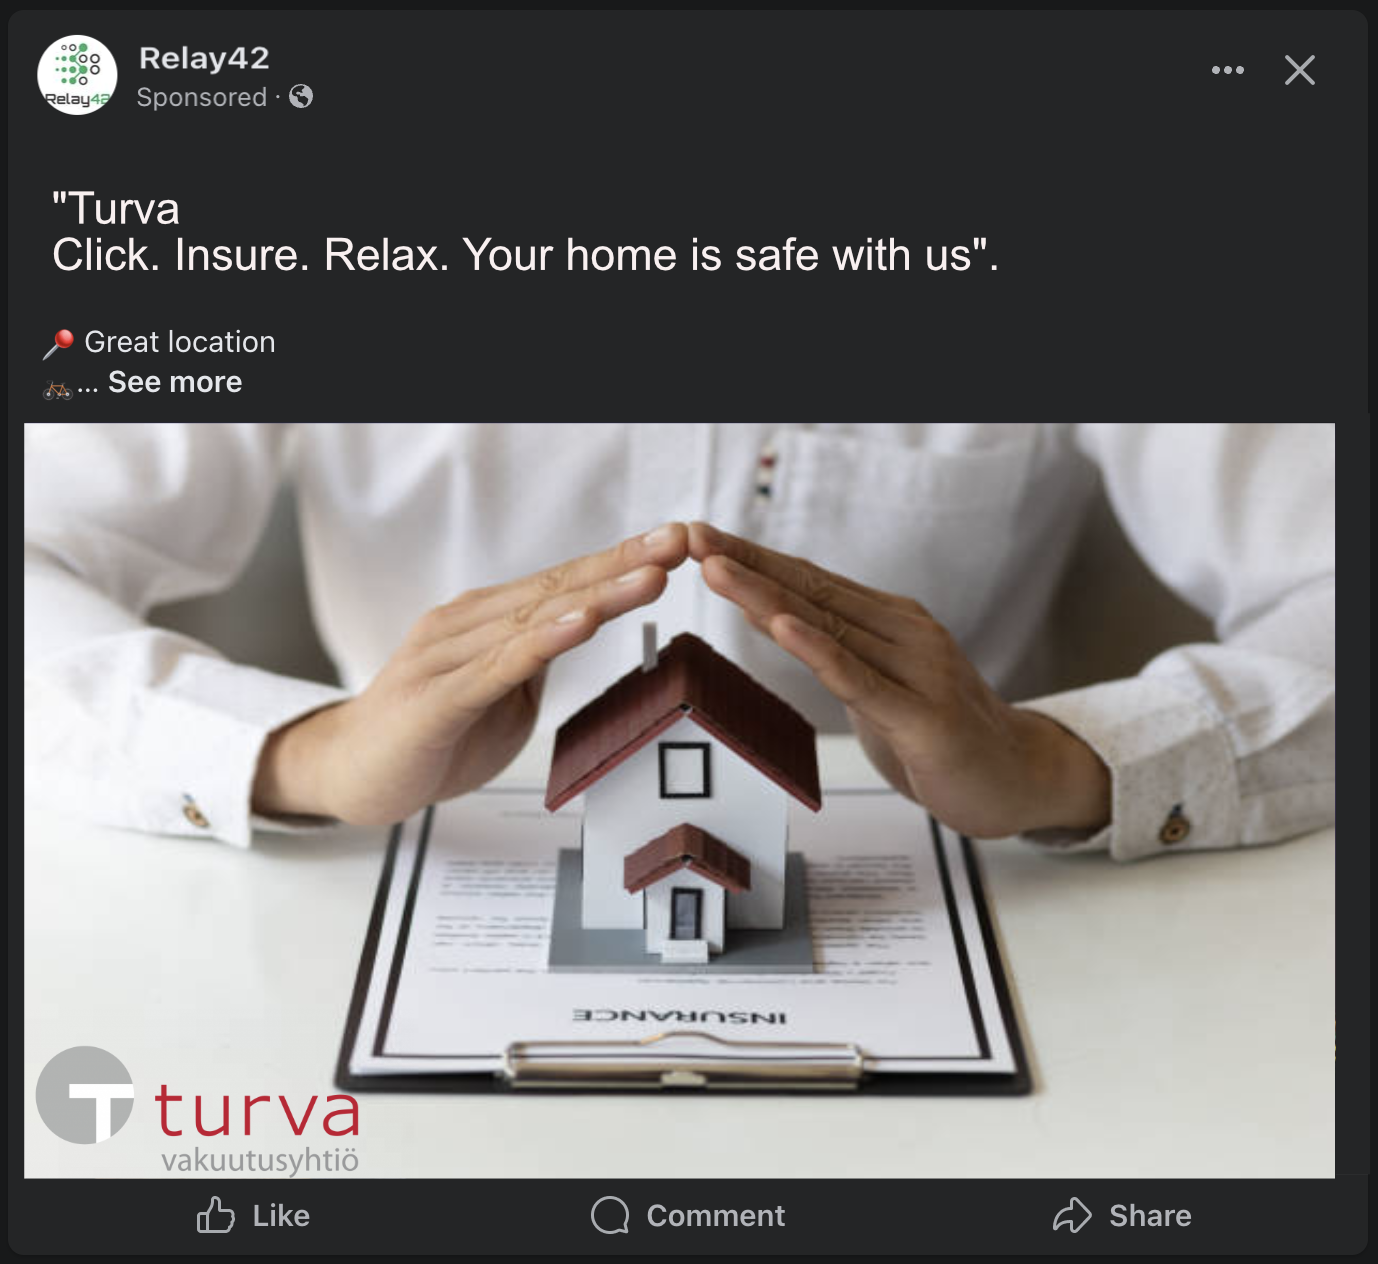 Relay42
Relay42
Sponsored ·
"Turva
Click. Insure. Relax. Your home is safe with us".
📍 Great location
🚲... See more
INSURANCE
T turva
vakuutusyhtiö
Like
Comment
Share